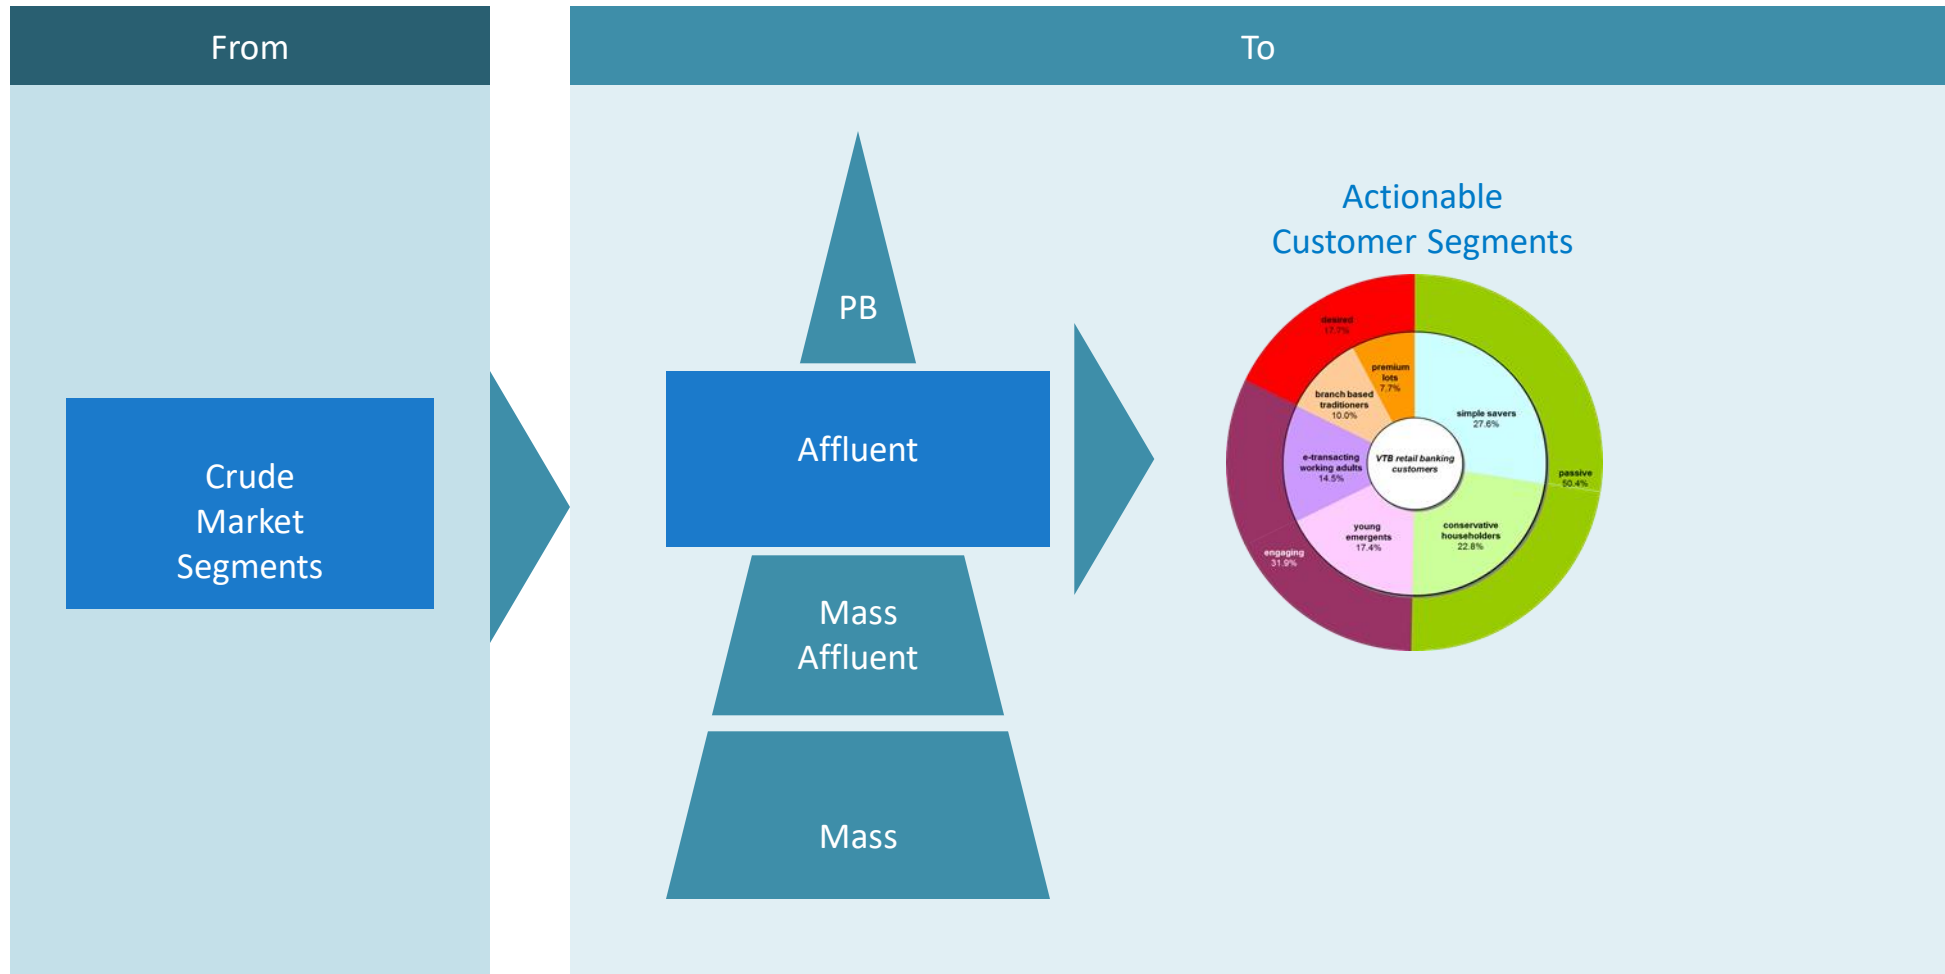 From
To
Crude
Market
Segments
PB
Affluent
Mass
Affluent
Mass
Actionable
Customer Segments
desired
17.7%
premium
lots
7.7%
branch based
traditioners
10.0%
simple savers
27.6%
e-transacting
working adults
14.5%
VTB retail banking
customers
passive
50.4%
young
emergents
17.4%
conservative
householders
22.8%
engaging
31.9%